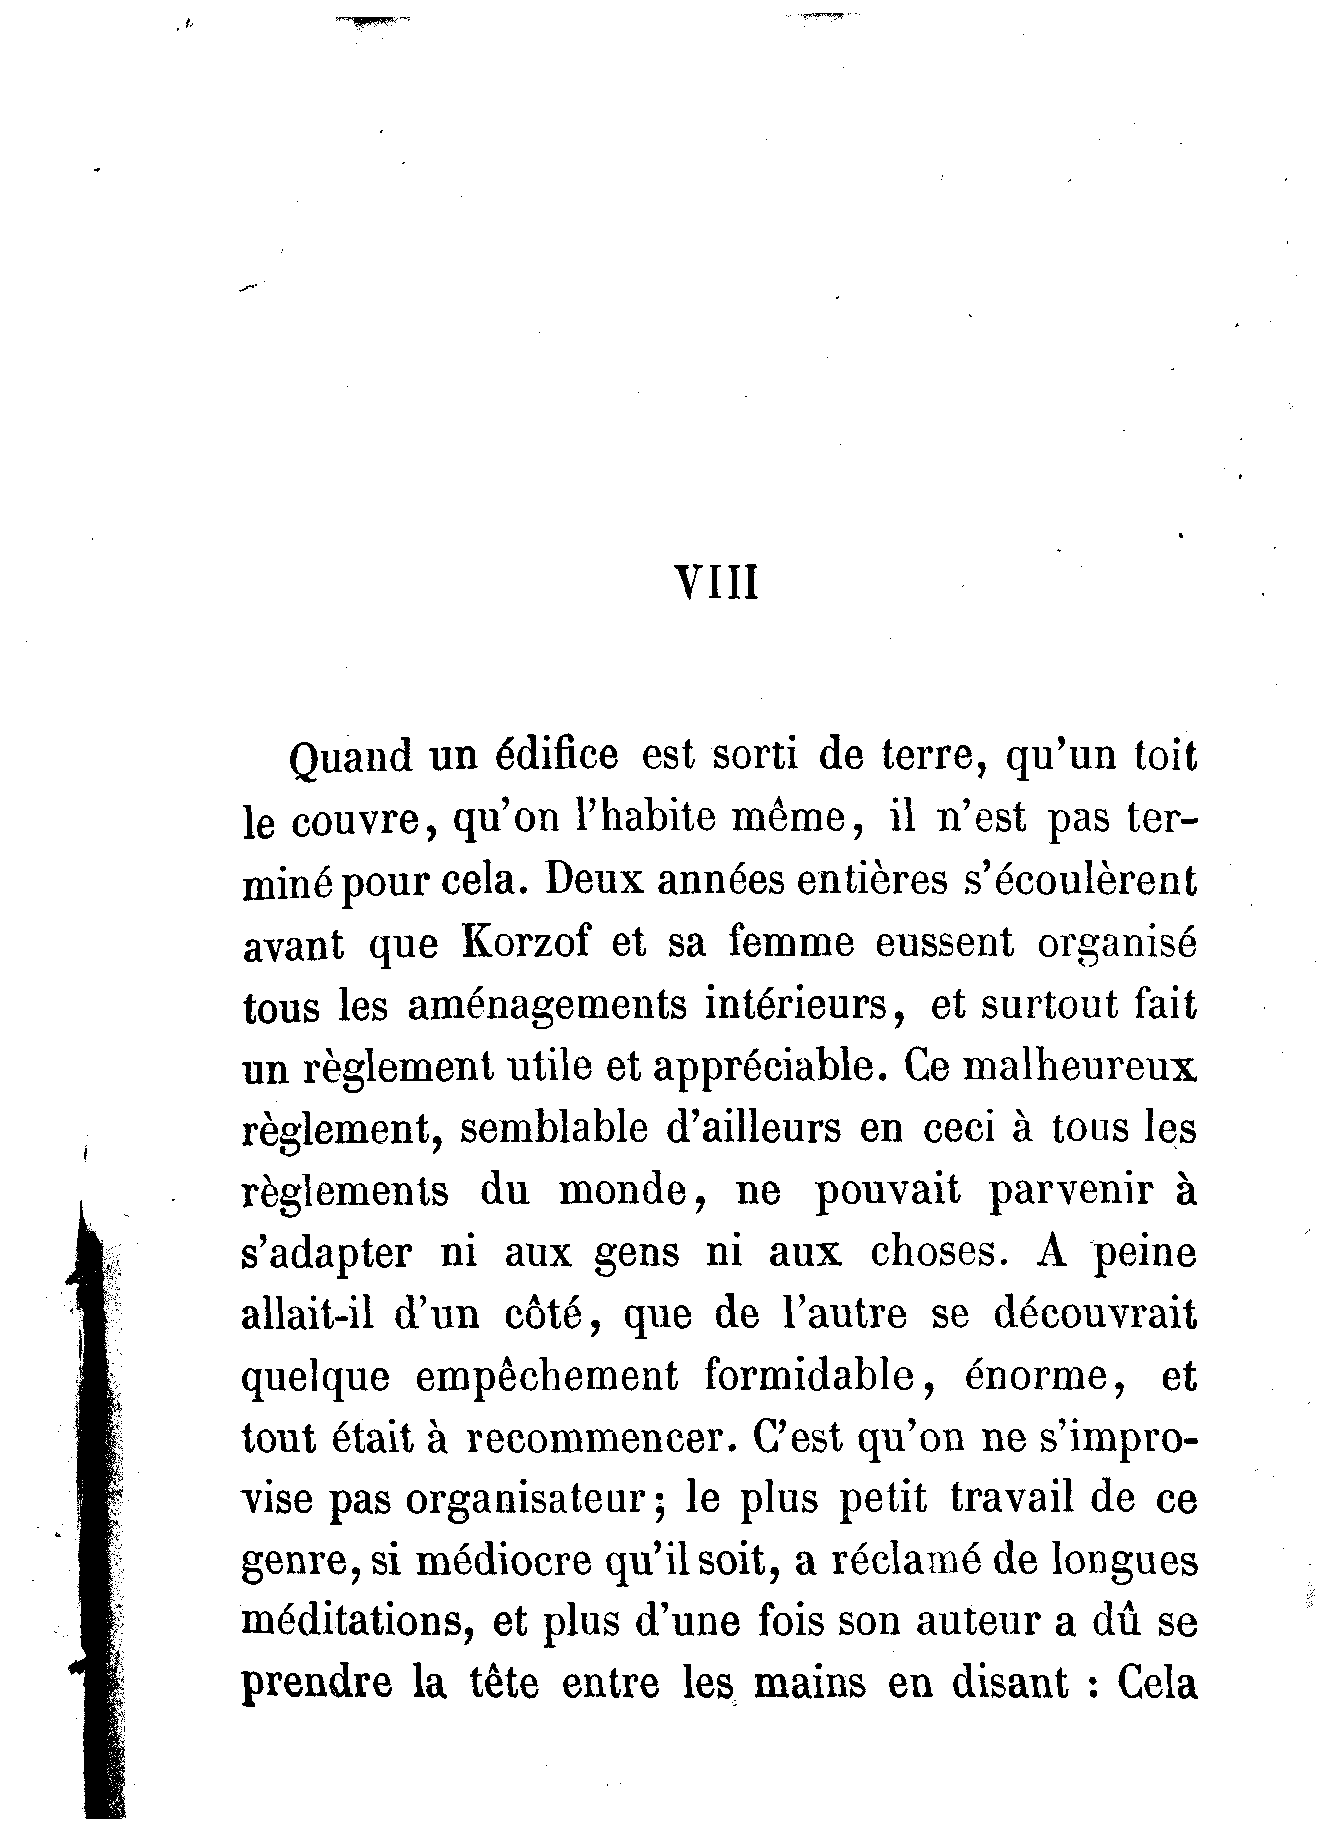 VIII
Quand un édifice est sorti de terre, qu'un toit
le couvre, qu'on l'habite même, il n'est pas ter-
miné pour cela. Deux années entières s'écoulèrent
avant que Korzof et sa femme eussent organisé
tous les aménagements intérieurs, et surtout fait
un règlement utile et appréciable. Ce malheureux
règlement, semblable d'ailleurs en ceci à tous les
règlements du monde, ne pouvait parvenir à
s'adapter ni aux gens ni aux choses. A peine
allait-il d'un côté, que de l'autre se découvrait
quelque empêchement formidable, énorme, et
tout était à recommencer. C'est qu'on ne s'impro-
vise pas organisateur; le plus petit travail de ce
genre, si médiocre qu'il soit, a réclamé de longues
méditations, et plus d'une fois son auteur a dû se
prendre la tête entre les mains en disant : Cela